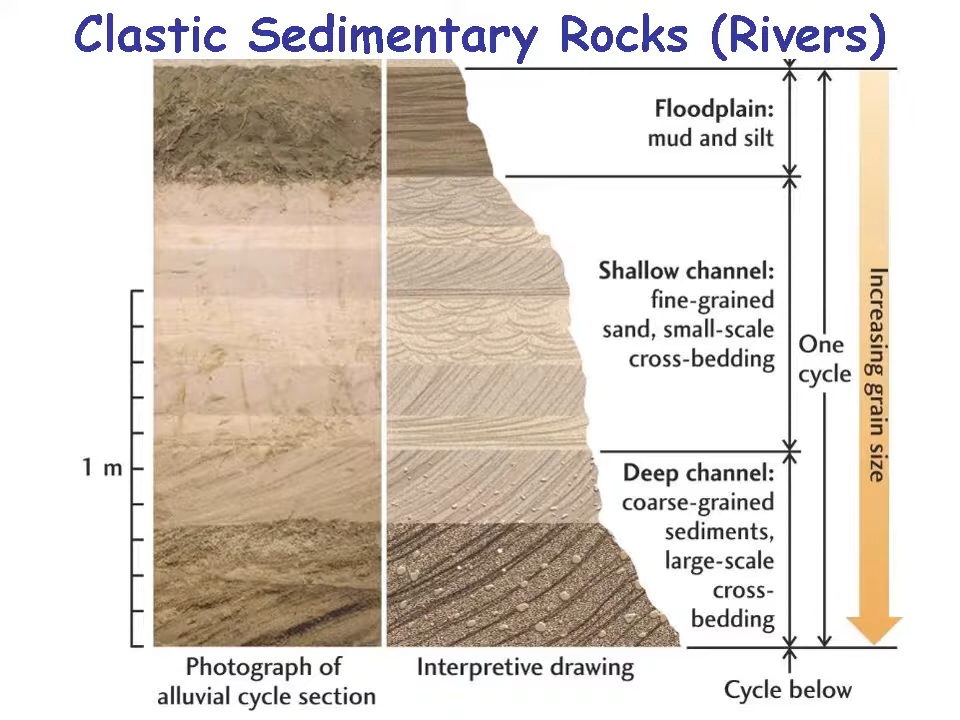 Clastic Sedimentary Rocks (Rivers)
Floodplain:
mud and silt
Shallow channel:
fine-grained
sand, small-scale
cross-bedding
One
cycle
Increasing grain size
1 m
Deep channel:
coarse-grained
sediments,
large-scale
cross-
bedding
Photograph of
alluvial cycle section
Interpretive drawing
Cycle below